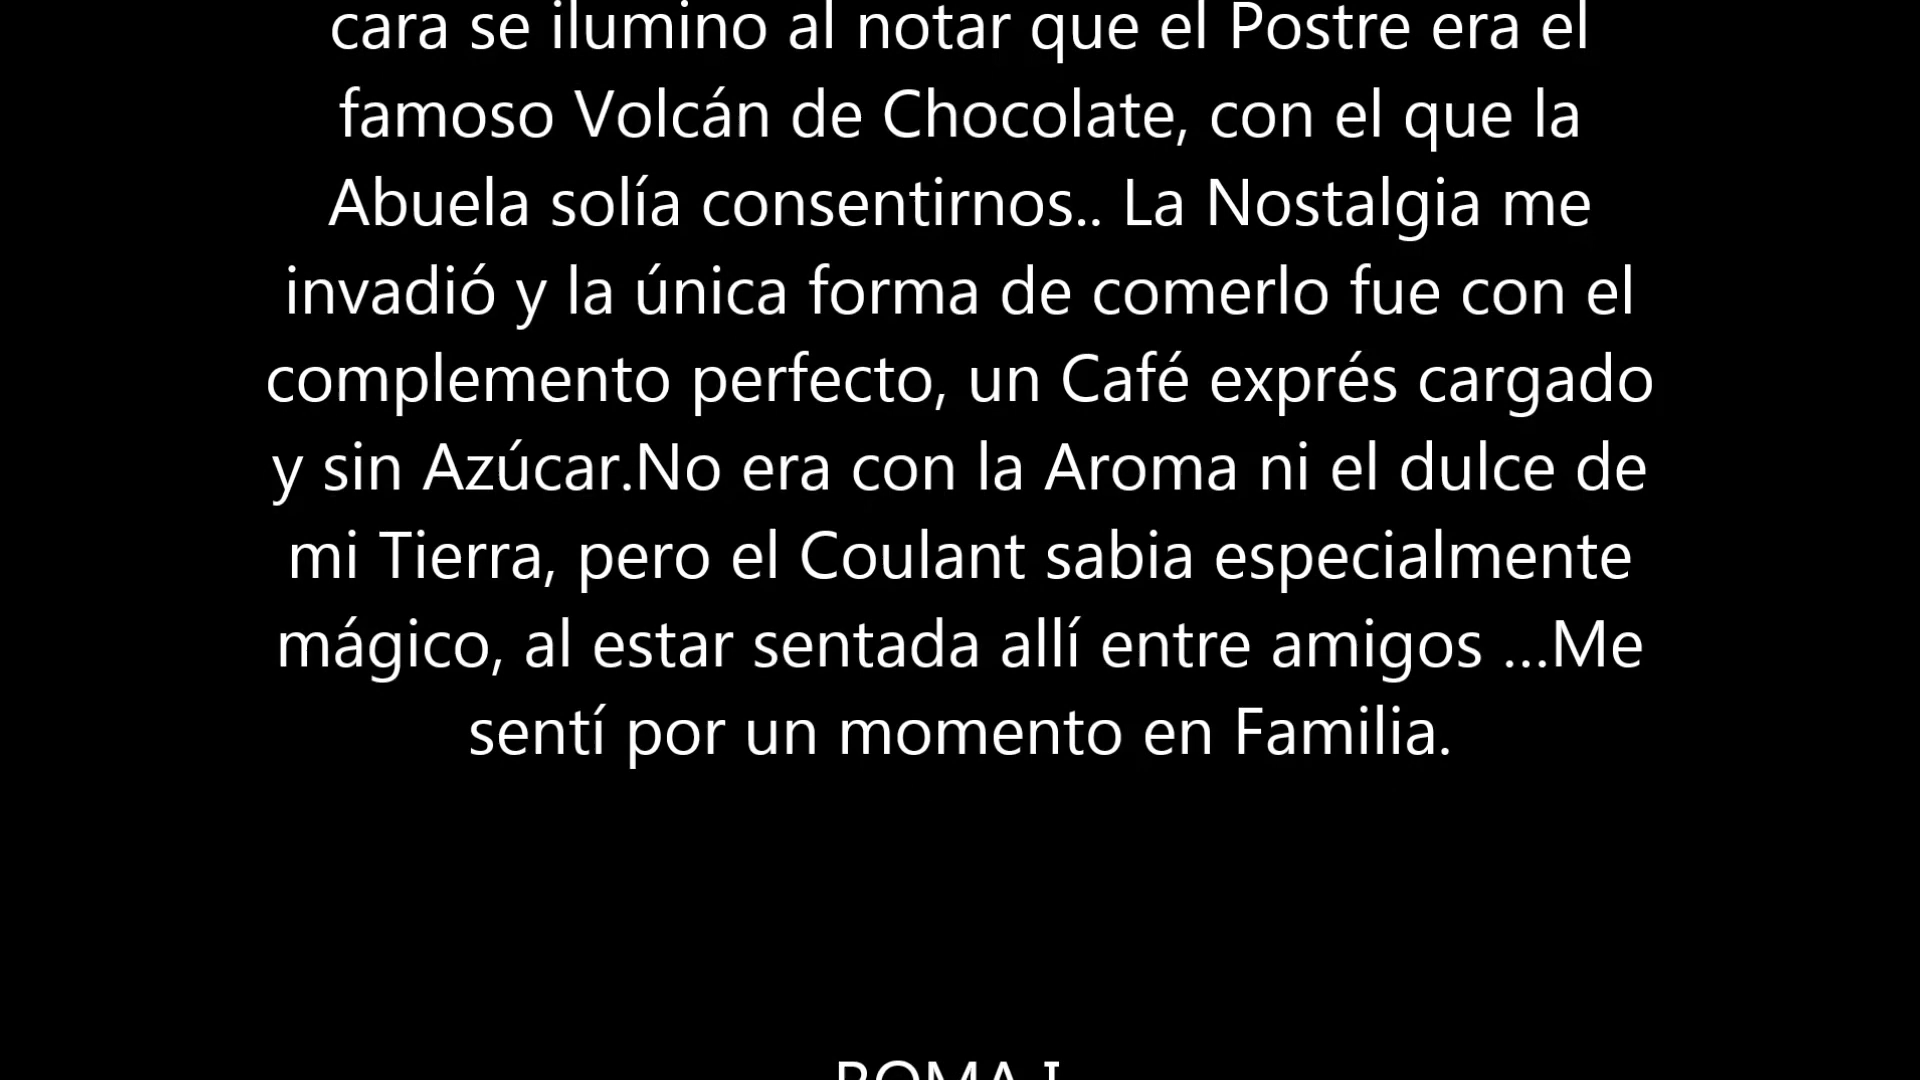 cara se ilumino al notar que el Postre era el
famoso Volcán de Chocolate, con el que la
Abuela solía consentirnos.. La Nostalgia me
invadió y la única forma de comerlo fue con el
complemento perfecto, un Café exprés cargado
y sin Azúcar.No era con la Aroma ni el dulce de
mi Tierra, pero el Coulant sabia especialmente
mágico, al estar sentada allí entre amigos ...Me
sentí por un momento en Familia.
ROMA I